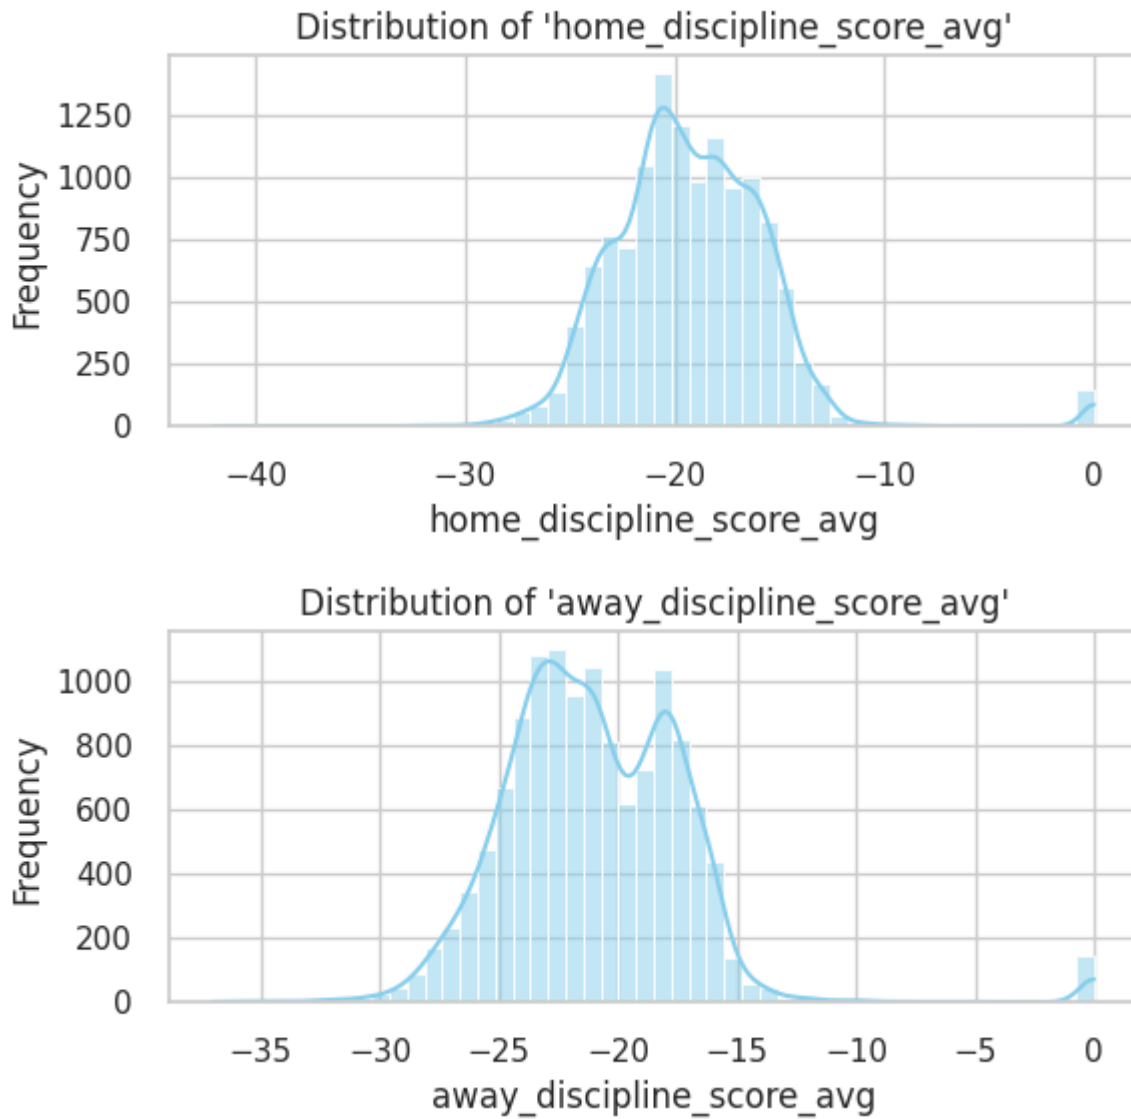 Distribution of 'home_discipline_score_avg'
1250
1000
750
500
250
0
Frequency
−40 −30 −20 −10 0
home_discipline_score_avg
Distribution of 'away_discipline_score_avg'
1000
800
600
400
200
0
Frequency
−35 −30 −25 −20 −15 −10 −5 0
away_discipline_score_avg